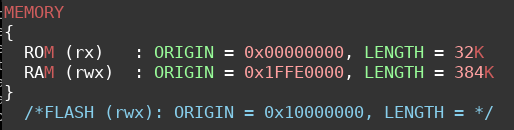 MEMORY
{
  ROM (rx)   : ORIGIN = 0x00000000, LENGTH = 32K
  RAM (rwx)  : ORIGIN = 0x1FFE0000, LENGTH = 384K
}
  /*FLASH (rwx): ORIGIN = 0x10000000, LENGTH = */